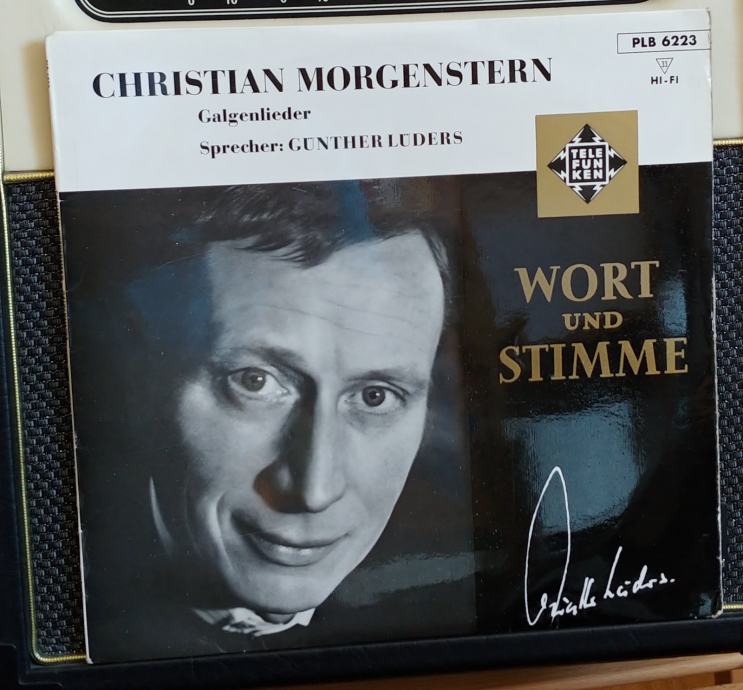 PLB 6223
33
HI-FI
CHRISTIAN MORGENSTERN
Galgenlieder
Sprecher: GÜNTHER LÜDERS
TELE
FUN
KEN
WORT
UND
STIMME